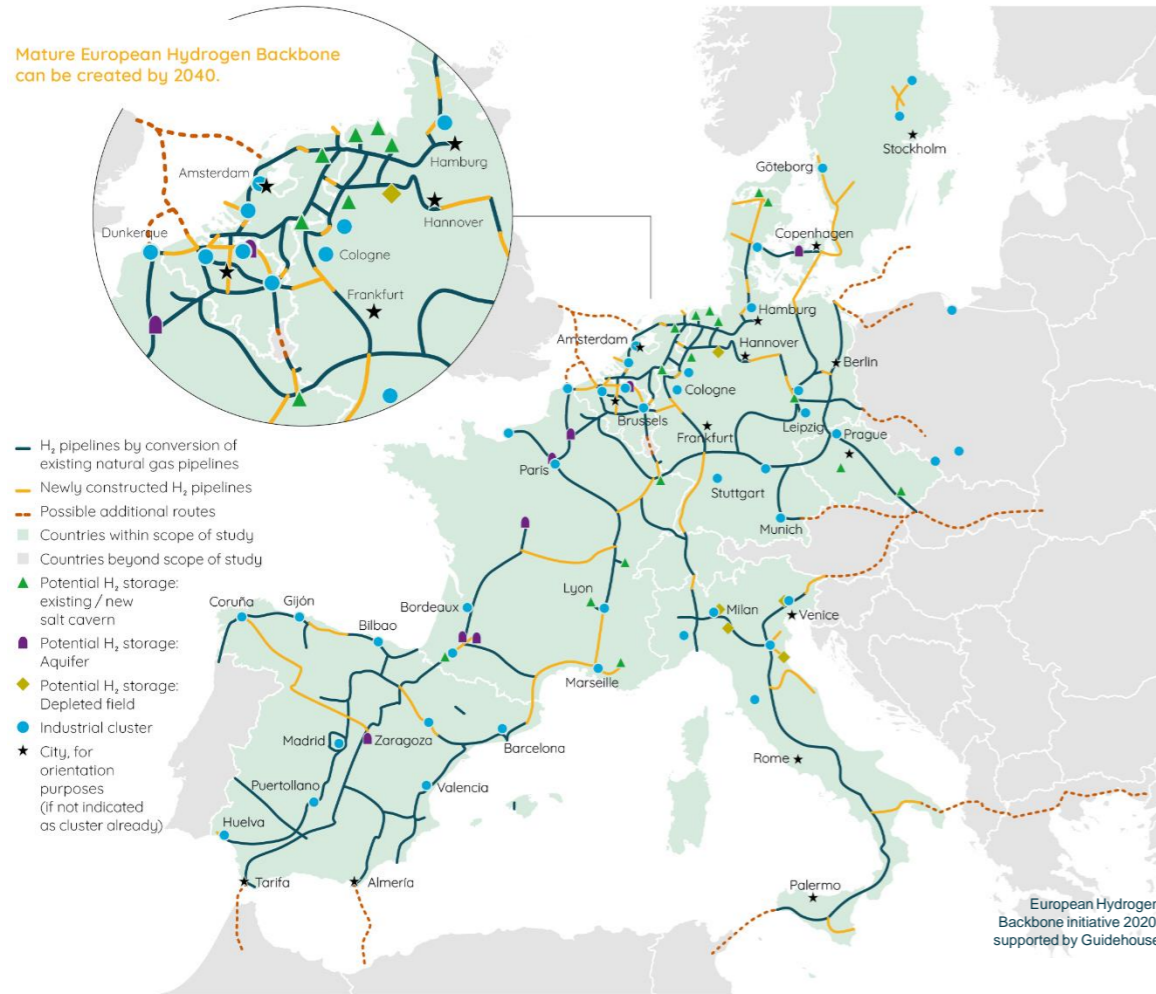 Mature European Hydrogen Backbone
can be created by 2040.
Amsterdam
Hamburg
Hannover
Dunkerque
Cologne
Frankfurt
H₂ pipelines by conversion of
existing natural gas pipelines
Newly constructed H₂ pipelines
Possible additional routes
Countries within scope of study
Countries beyond scope of study
Potential H₂ storage:
existing / new
salt cavern
Potential H₂ storage:
Aquifer
Potential H₂ storage:
Depleted field
Industrial cluster
City, for
orientation
purposes
(if not indicated
as cluster already)
Stockholm
Göteborg
Copenhagen
Hamburg
Amsterdam
Hannover
Berlin
Cologne
Brussels
Leipzig
Frankfurt
Prague
Paris
Stuttgart
Munich
Lyon
Bordeaux
Milan
Venice
Coruña
Gijón
Bilbao
Marseille
Madrid
Zaragoza
Barcelona
Rome
Puertollano
Valencia
Huelva
Tarifa
Almería
Palermo
European Hydrogen
Backbone initiative 2020
supported by Guidehouse